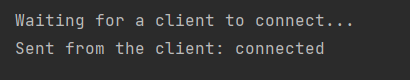 Waiting for a client to connect...
Sent from the client: connected